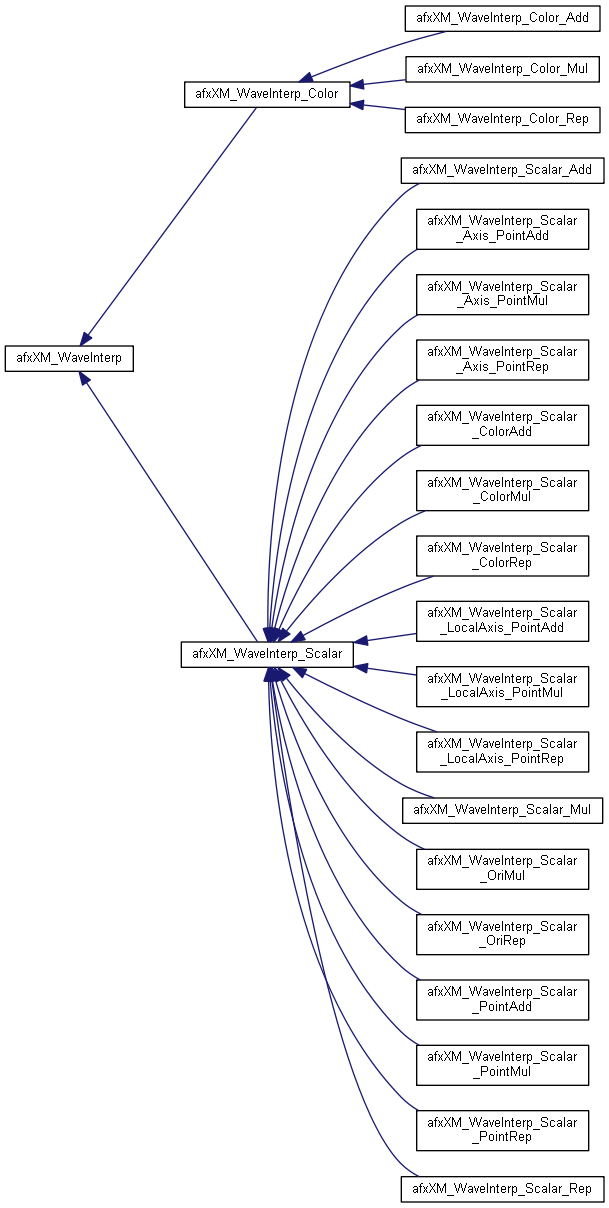 afxXM_WaveInterp_Color_Add
afxXM_WaveInterp_Color_Mul
afxXM_WaveInterp_Color
afxXM_WaveInterp_Color_Rep
afxXM_WaveInterp_Scalar_Add
afxXM_WaveInterp_Scalar
_Axis_PointAdd
afxXM_WaveInterp_Scalar
_Axis_PointMul
afxXM_WaveInterp
afxXM_WaveInterp_Scalar
_Axis_PointRep
afxXM_WaveInterp_Scalar
_ColorAdd
afxXM_WaveInterp_Scalar
_ColorMul
afxXM_WaveInterp_Scalar
_ColorRep
afxXM_WaveInterp_Scalar
_LocalAxis_PointAdd
afxXM_WaveInterp_Scalar
afxXM_WaveInterp_Scalar
_LocalAxis_PointMul
afxXM_WaveInterp_Scalar
_LocalAxis_PointRep
afxXM_WaveInterp_Scalar_Mul
afxXM_WaveInterp_Scalar
_OriMul
afxXM_WaveInterp_Scalar
_OriRep
afxXM_WaveInterp_Scalar
_PointAdd
afxXM_WaveInterp_Scalar
_PointMul
afxXM_WaveInterp_Scalar
_PointRep
afxXM_WaveInterp_Scalar_Rep